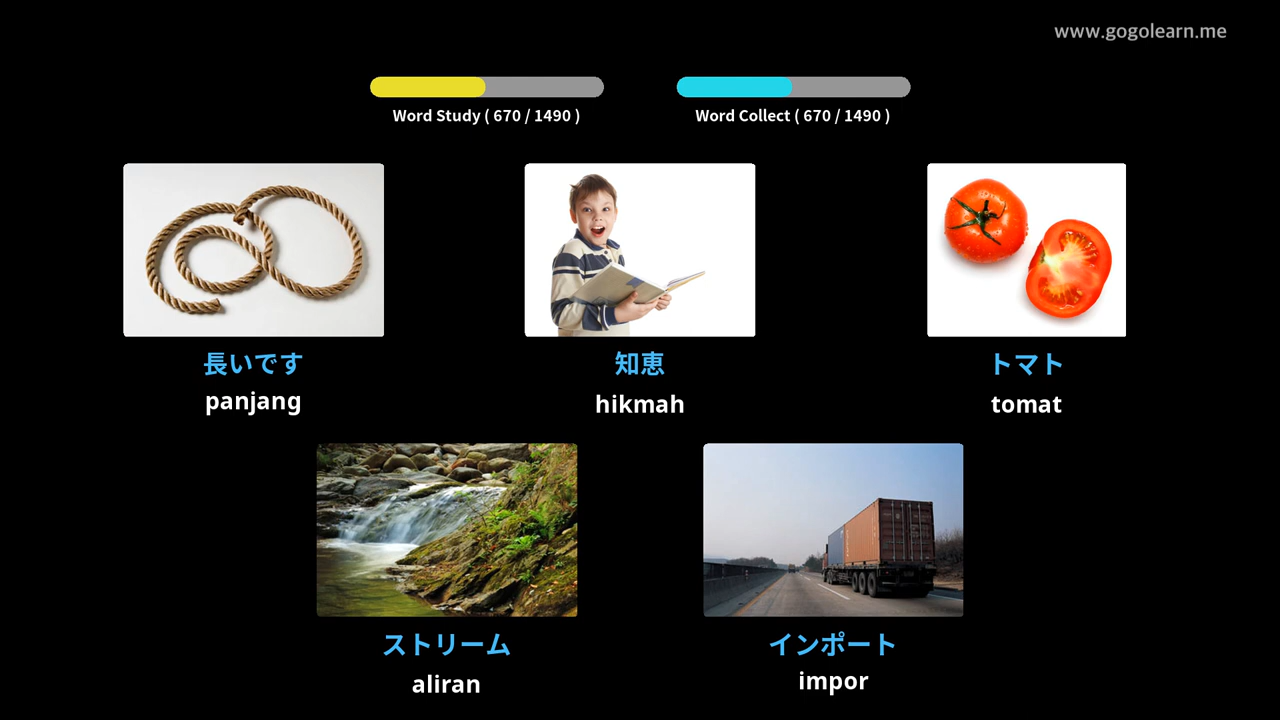 www.gogolearn.me
Word Study ( 670 / 1490 )
Word Collect ( 670 / 1490 )
長いです
panjang
知恵
hikmah
トマト
tomat
ストリーム
aliran
インポート
impor